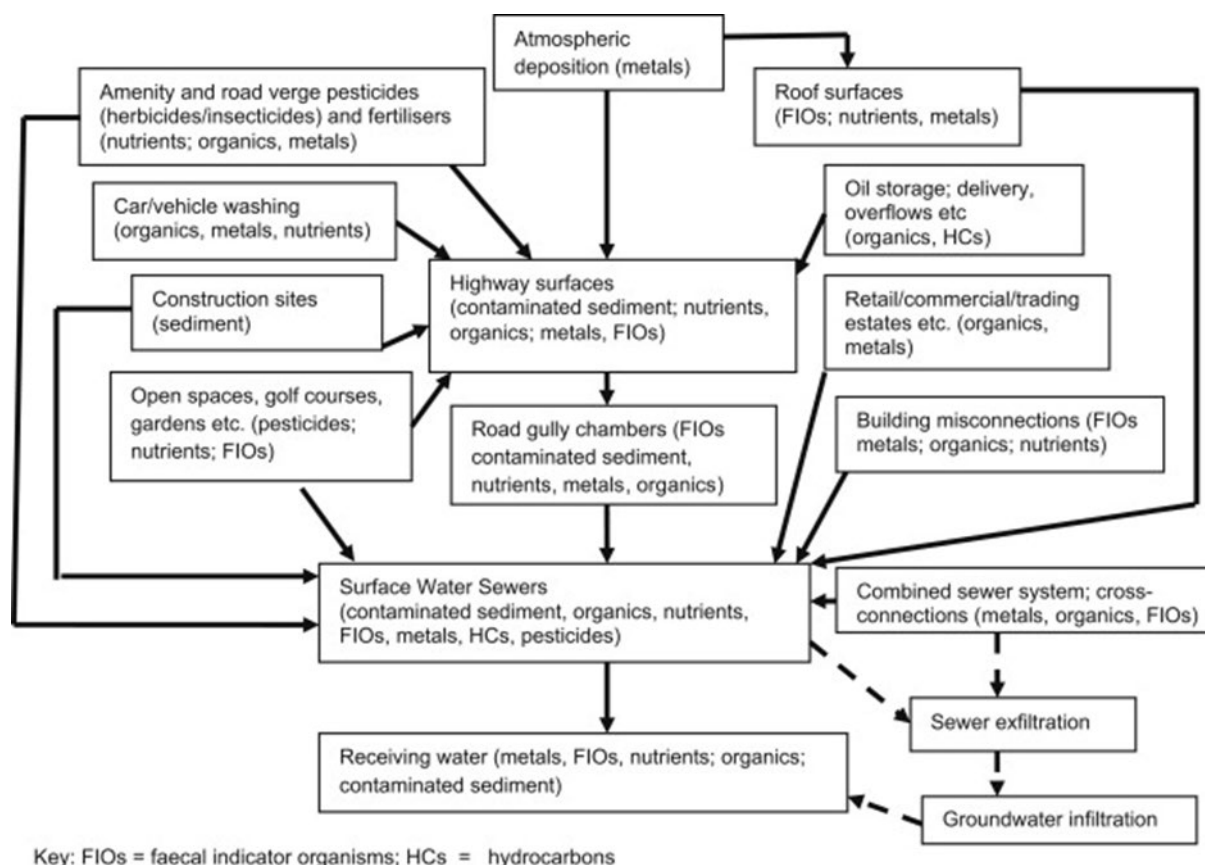 Atmospheric
deposition (metals)
Amenity and road verge pesticides
(herbicides/insecticides) and fertilisers
(nutrients; organics, metals)
Roof surfaces
(FIOs; nutrients, metals)
Car/vehicle washing
(organics, metals, nutrients)
Oil storage; delivery,
overflows etc
(organics, HCs)
Construction sites
(sediment)
Highway surfaces
(contaminated sediment; nutrients,
organics; metals, FIOs)
Retail/commercial/trading
estates etc. (organics,
metals)
Open spaces, golf courses,
gardens etc. (pesticides;
nutrients; FIOs)
Road gully chambers (FIOs
contaminated sediment,
nutrients, metals, organics)
Building misconnections (FIOs
metals; organics; nutrients)
Surface Water Sewers
(contaminated sediment, organics, nutrients,
FIOs, metals, HCs, pesticides)
Combined sewer system; cross-
connections (metals, organics, FIOs)
Sewer exfiltration
Receiving water (metals, FIOs, nutrients; organics;
contaminated sediment)
Groundwater infiltration
Key: FIOs = faecal indicator organisms; HCs = hydrocarbons